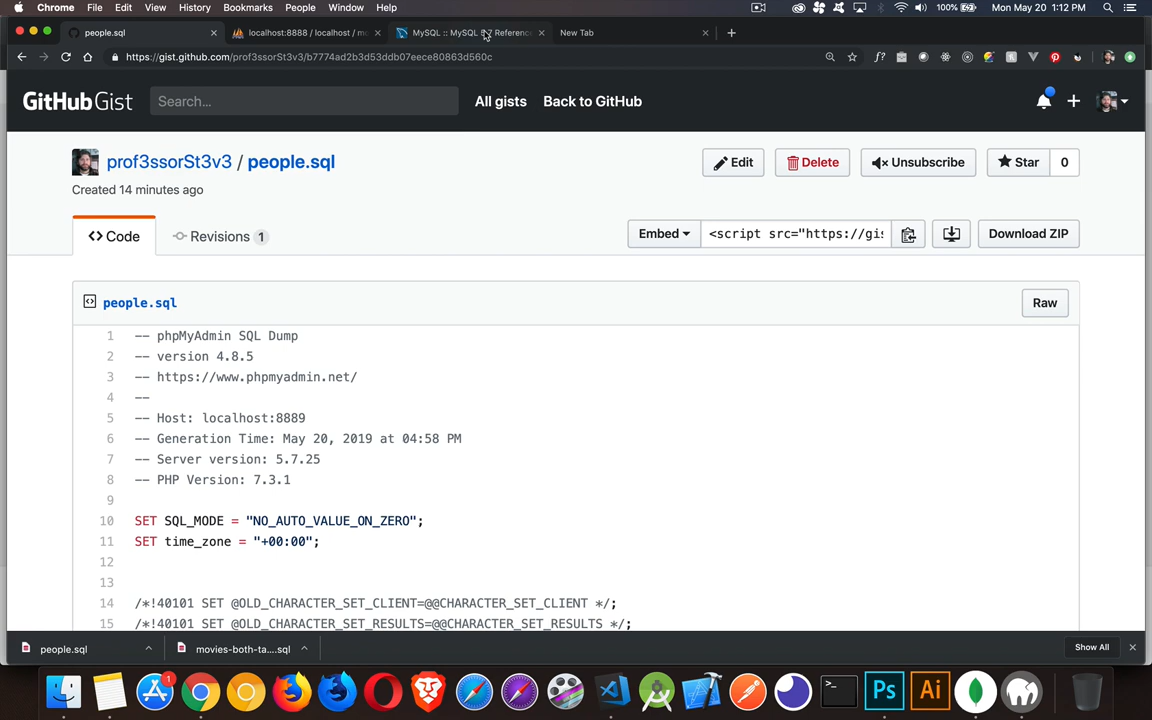 Chrome File Edit View History Bookmarks People Window Help 100% Mon May 20 1:12 PM
people.sql localhost:8888 / localhost / mo MySQL :: MySQL 5.7 Reference New Tab
https://gist.github.com/prof3ssorSt3v3/b7774ad2b3d53ddb07eece80863d560c
GitHub Gist Search... All gists Back to GitHub
prof3ssorSt3v3 / people.sql Edit Delete Unsubscribe Star 0
Created 14 minutes ago
Code Revisions 1 Embed <script src="https://gis Download ZIP
people.sql Raw
1 -- phpMyAdmin SQL Dump
2 -- version 4.8.5
3 -- https://www.phpmyadmin.net/
4 --
5 -- Host: localhost:8889
6 -- Generation Time: May 20, 2019 at 04:58 PM
7 -- Server version: 5.7.25
8 -- PHP Version: 7.3.1
9
10 SET SQL_MODE = "NO_AUTO_VALUE_ON_ZERO";
11 SET time_zone = "+00:00";
12
13
14 /*!40101 SET @OLD_CHARACTER_SET_CLIENT=@@CHARACTER_SET_CLIENT */;
15 /*!40101 SET @OLD_CHARACTER_SET_RESULTS=@@CHARACTER_SET_RESULTS */;
people.sql movies-both-ta....sql Show All
1 >_ Ps Ai